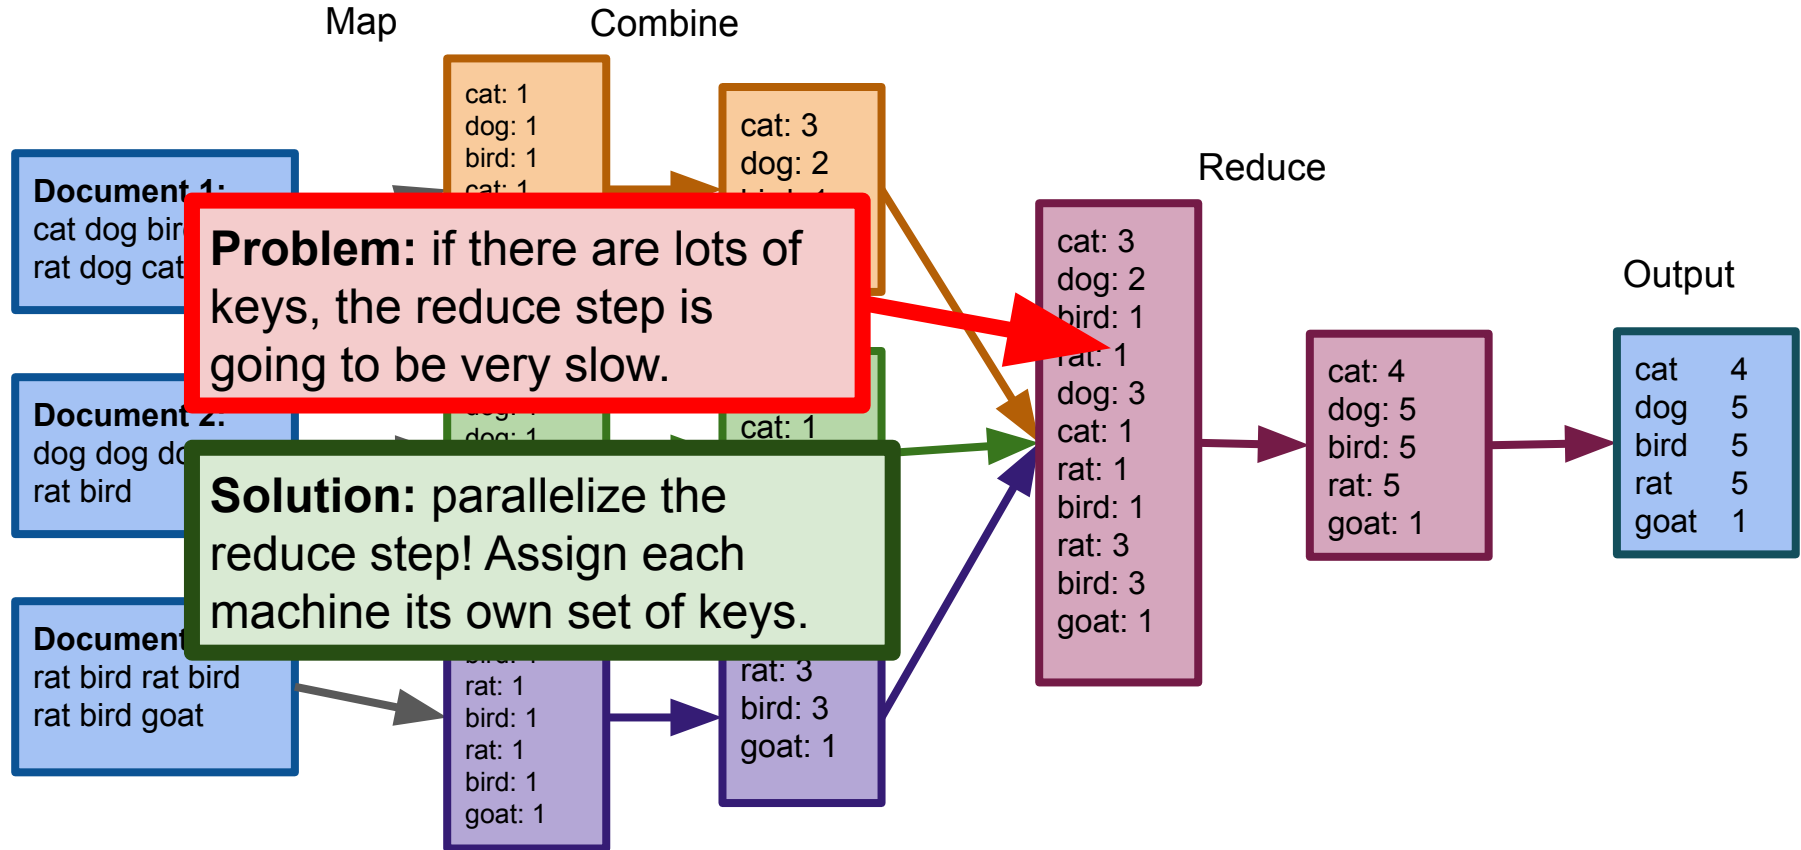 Map
Combine
Reduce
Output
Document 1:
cat dog
rat dog cat
Document 2:
dog dog
rat bird
Document
rat bird rat bird
rat bird goat
cat: 1
dog: 1
bird: 1
cat: 1
dog: 1
rat: 1
bird: 1
rat: 1
bird: 1
goat: 1
cat: 3
dog: 2
cat: 1
rat: 3
bird: 3
goat: 1
Problem: if there are lots of
keys, the reduce step is
going to be very slow.
Solution: parallelize the
reduce step! Assign each
machine its own set of keys.
cat: 3
dog: 2
bird: 1
rat: 1
dog: 3
cat: 1
rat: 1
bird: 1
rat: 3
bird: 3
goat: 1
cat: 4
dog: 5
bird: 5
rat: 5
goat: 1
cat 4
dog 5
bird 5
rat 5
goat 1